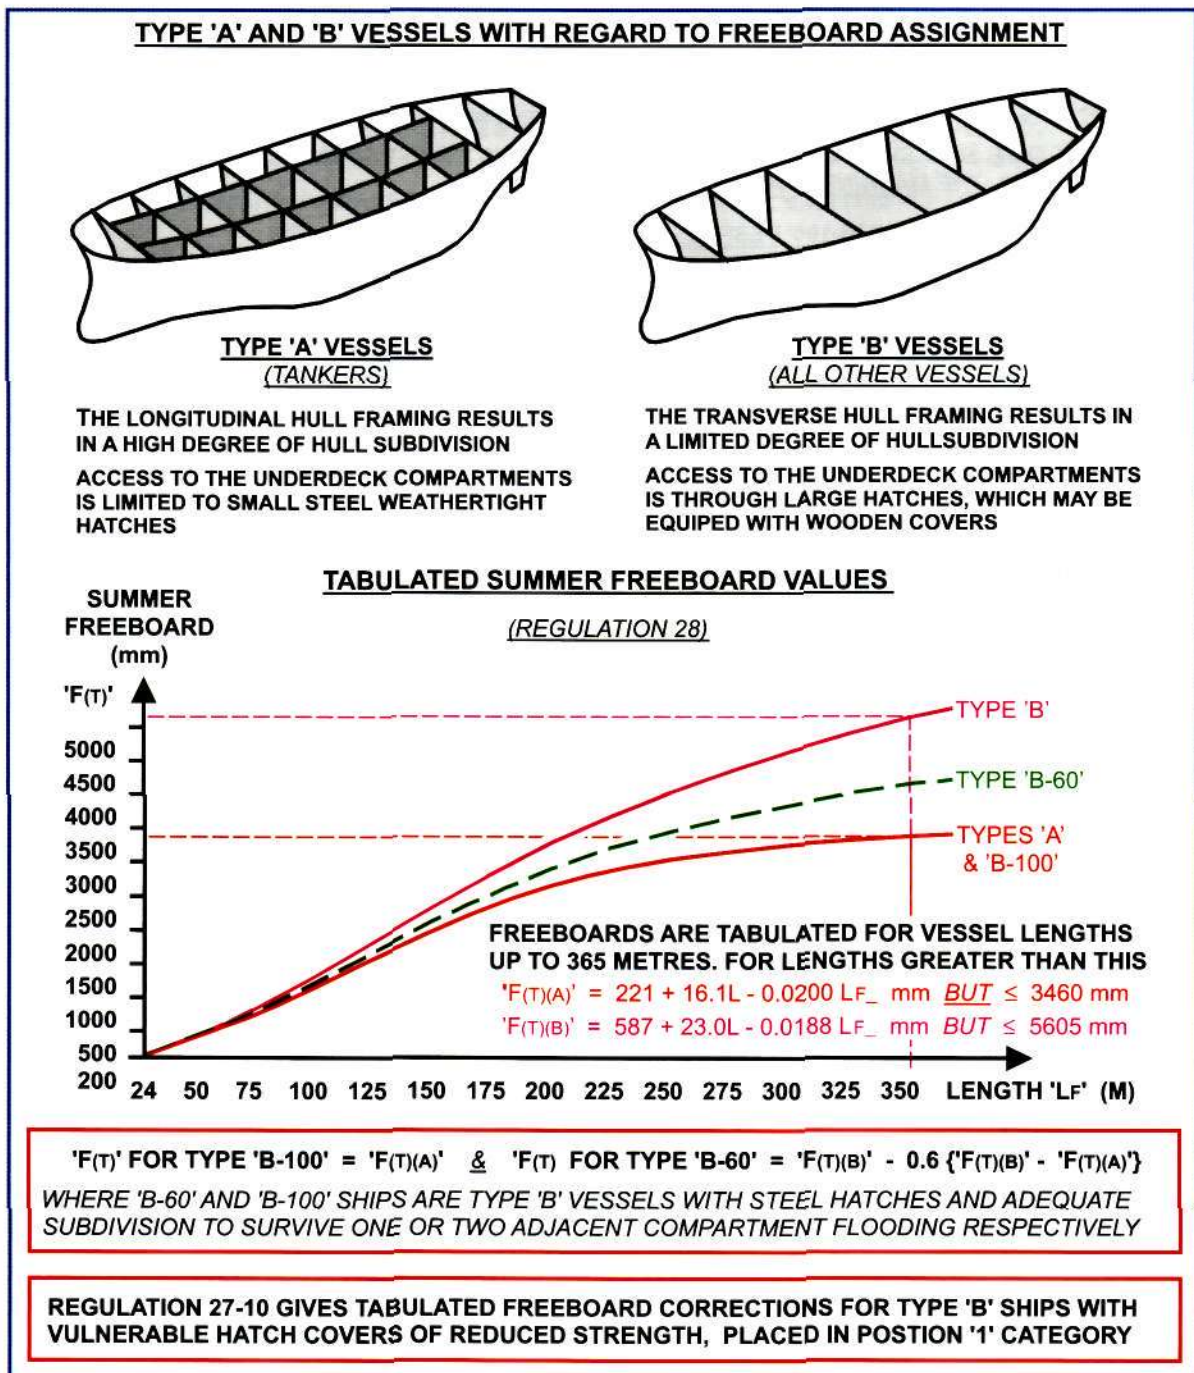 TYPE 'A' AND 'B' VESSELS WITH REGARD TO FREEBOARD ASSIGNMENT
TYPE 'A' VESSELS
(TANKERS)
THE LONGITUDINAL HULL FRAMING RESULTS
IN A HIGH DEGREE OF HULL SUBDIVISION
ACCESS TO THE UNDERDECK COMPARTMENTS
IS LIMITED TO SMALL STEEL WEATHERTIGHT
HATCHES
TYPE 'B' VESSELS
(ALL OTHER VESSELS)
THE TRANSVERSE HULL FRAMING RESULTS IN
A LIMITED DEGREE OF HULLSUBDIVISION
ACCESS TO THE UNDERDECK COMPARTMENTS
IS THROUGH LARGE HATCHES, WHICH MAY BE
EQUIPED WITH WOODEN COVERS
TABULATED SUMMER FREEBOARD VALUES
(REGULATION 28)
SUMMER
FREEBOARD
(mm)
'F(T)'
5000
4500
4000
3500
3000
2500
2000
1500
1000
500
200
TYPE 'B'
TYPE 'B-60'
TYPES 'A'
& 'B-100'
FREEBOARDS ARE TABULATED FOR VESSEL LENGTHS
UP TO 365 METRES. FOR LENGTHS GREATER THAN THIS
'F(T)(A)' = 221 + 16.1L - 0.0200 LF_ mm BUT ≤ 3460 mm
'F(T)(B)' = 587 + 23.0L - 0.0188 LF_ mm BUT ≤ 5605 mm
24 50 75 100 125 150 175 200 225 250 275 300 325 350 LENGTH 'LF' (M)
'F(T)' FOR TYPE 'B-100' = 'F(T)(A)' & 'F(T) FOR TYPE 'B-60' = 'F(T)(B)' - 0.6 {'F(T)(B)' - 'F(T)(A)'}
WHERE 'B-60' AND 'B-100' SHIPS ARE TYPE 'B' VESSELS WITH STEEL HATCHES AND ADEQUATE
SUBDIVISION TO SURVIVE ONE OR TWO ADJACENT COMPARTMENT FLOODING RESPECTIVELY
REGULATION 27-10 GIVES TABULATED FREEBOARD CORRECTIONS FOR TYPE 'B' SHIPS WITH
VULNERABLE HATCH COVERS OF REDUCED STRENGTH, PLACED IN POSTION '1' CATEGORY